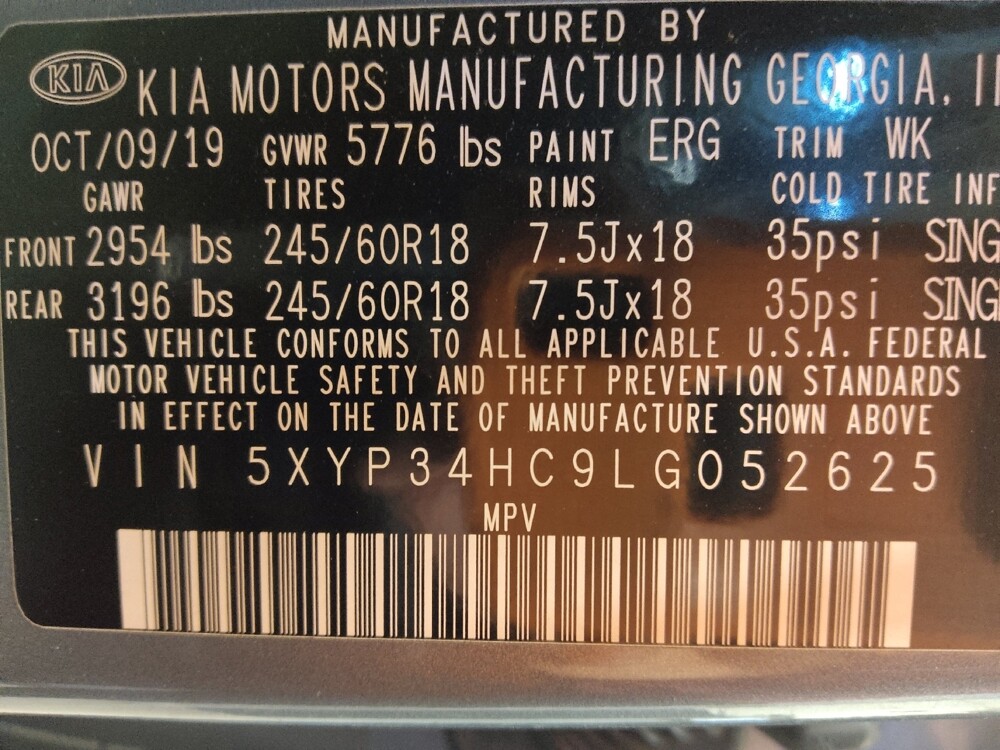 MANUFACTURED BY
KIA KIA MOTORS MANUFACTURING GEORGIA,
OCT/09/19 GVWR 5776 lbs PAINT ERG TRIM WK
GAWR TIRES RIMS COLD TIRE INF
FRONT 2954 lbs 245/60R18 7.5Jx18 35psi SING
REAR 3196 lbs 245/60R18 7.5Jx18 35psi SING
THIS VEHICLE CONFORMS TO ALL APPLICABLE U.S.A. FEDERAL
MOTOR VEHICLE SAFETY AND THEFT PREVENTION STANDARDS
IN EFFECT ON THE DATE OF MANUFACTURE SHOWN ABOVE
VIN 5XYP34HC9LG052625
MPV